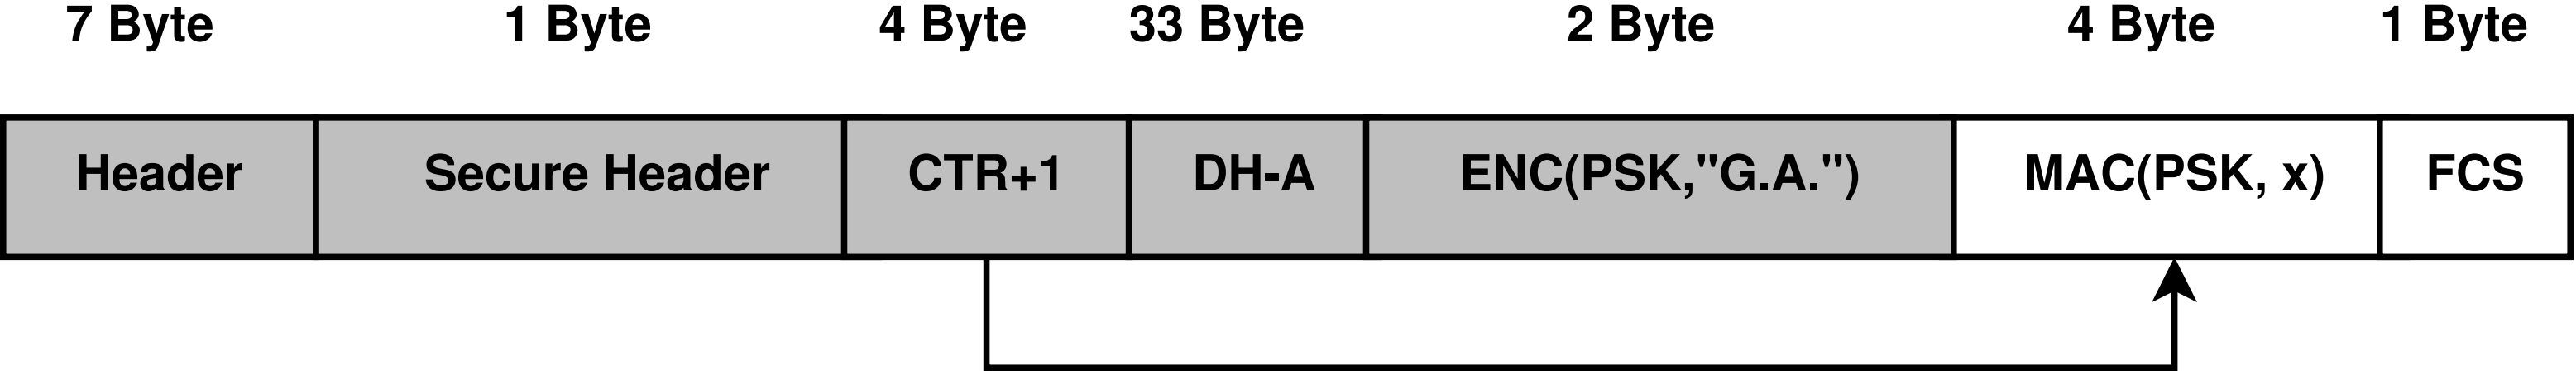 7 Byte 1 Byte 4 Byte 33 Byte 2 Byte 4 Byte 1 Byte
Header Secure Header CTR+1 DH-A ENC(PSK,"G.A.") MAC(PSK, x) FCS